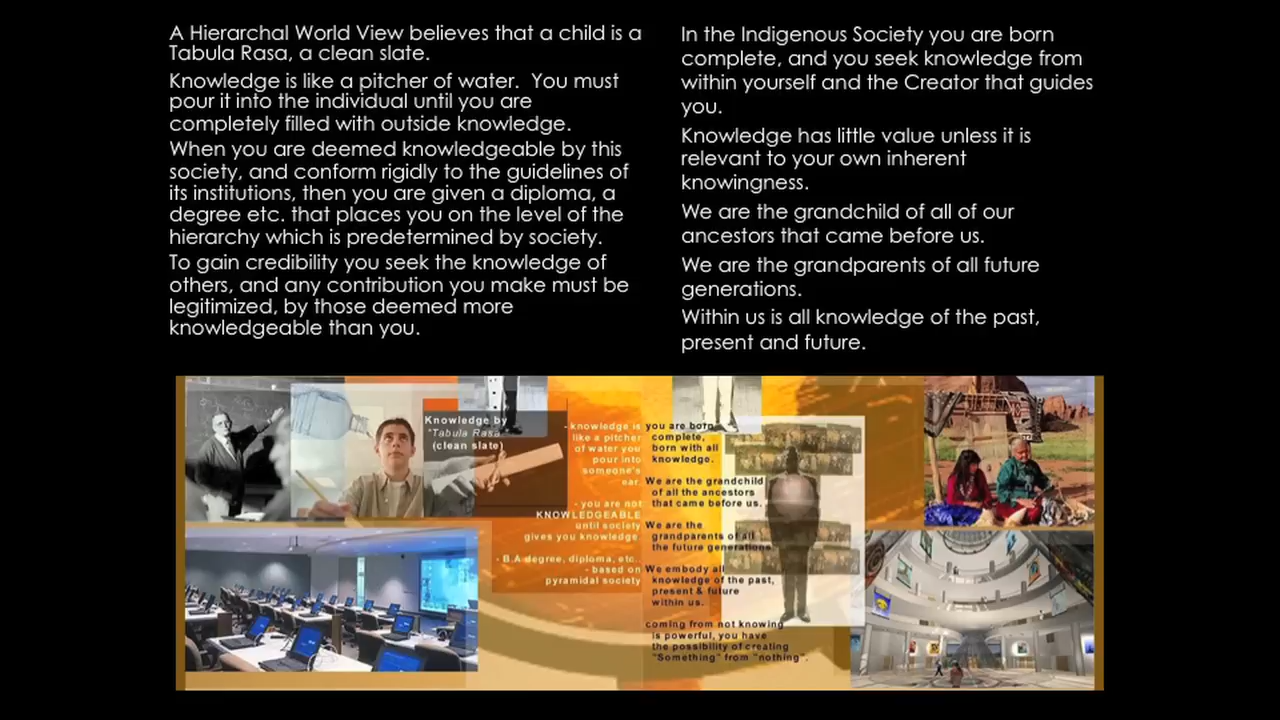 A Hierarchal World View believes that a child is a
Tabula Rasa, a clean slate.
Knowledge is like a pitcher of water.  You must
pour it into the individual until you are
completely filled with outside knowledge.
When you are deemed knowledgeable by this
society, and conform rigidly to the guidelines of
its institutions, then you are given a diploma, a
degree etc. that places you on the level of the
hierarchy which is predetermined by society.
To gain credibility you seek the knowledge of
others, and any contribution you make must be
legitimized, by those deemed more
knowledgeable than you.
In the Indigenous Society you are born
complete, and you seek knowledge from
within yourself and the Creator that guides
you.
Knowledge has little value unless it is
relevant to your own inherent
knowingness.
We are the grandchild of all of our
ancestors that came before us.
We are the grandparents of all future
generations.
Within us is all knowledge of the past,
present and future.
Knowledge by
"Tabula Rasa"
(clean slate)
- knowledge is
like a pitcher
of water you
pour into
someone's
ear.
- you are not
KNOWLEDGEABLE
until society
gives you knowledge.
- B.A degree, diploma, etc..
- based on
pyramidal society
you are born
complete,
born with all
knowledge.
We are the grandchild
of all the ancestors
that came before us.
We are the
grandparents of all
the future generations.
We embody all
knowledge of the past,
present & future
within us.
coming from not knowing
is powerful, you have
the possibility of creating
"Something" from "nothing".